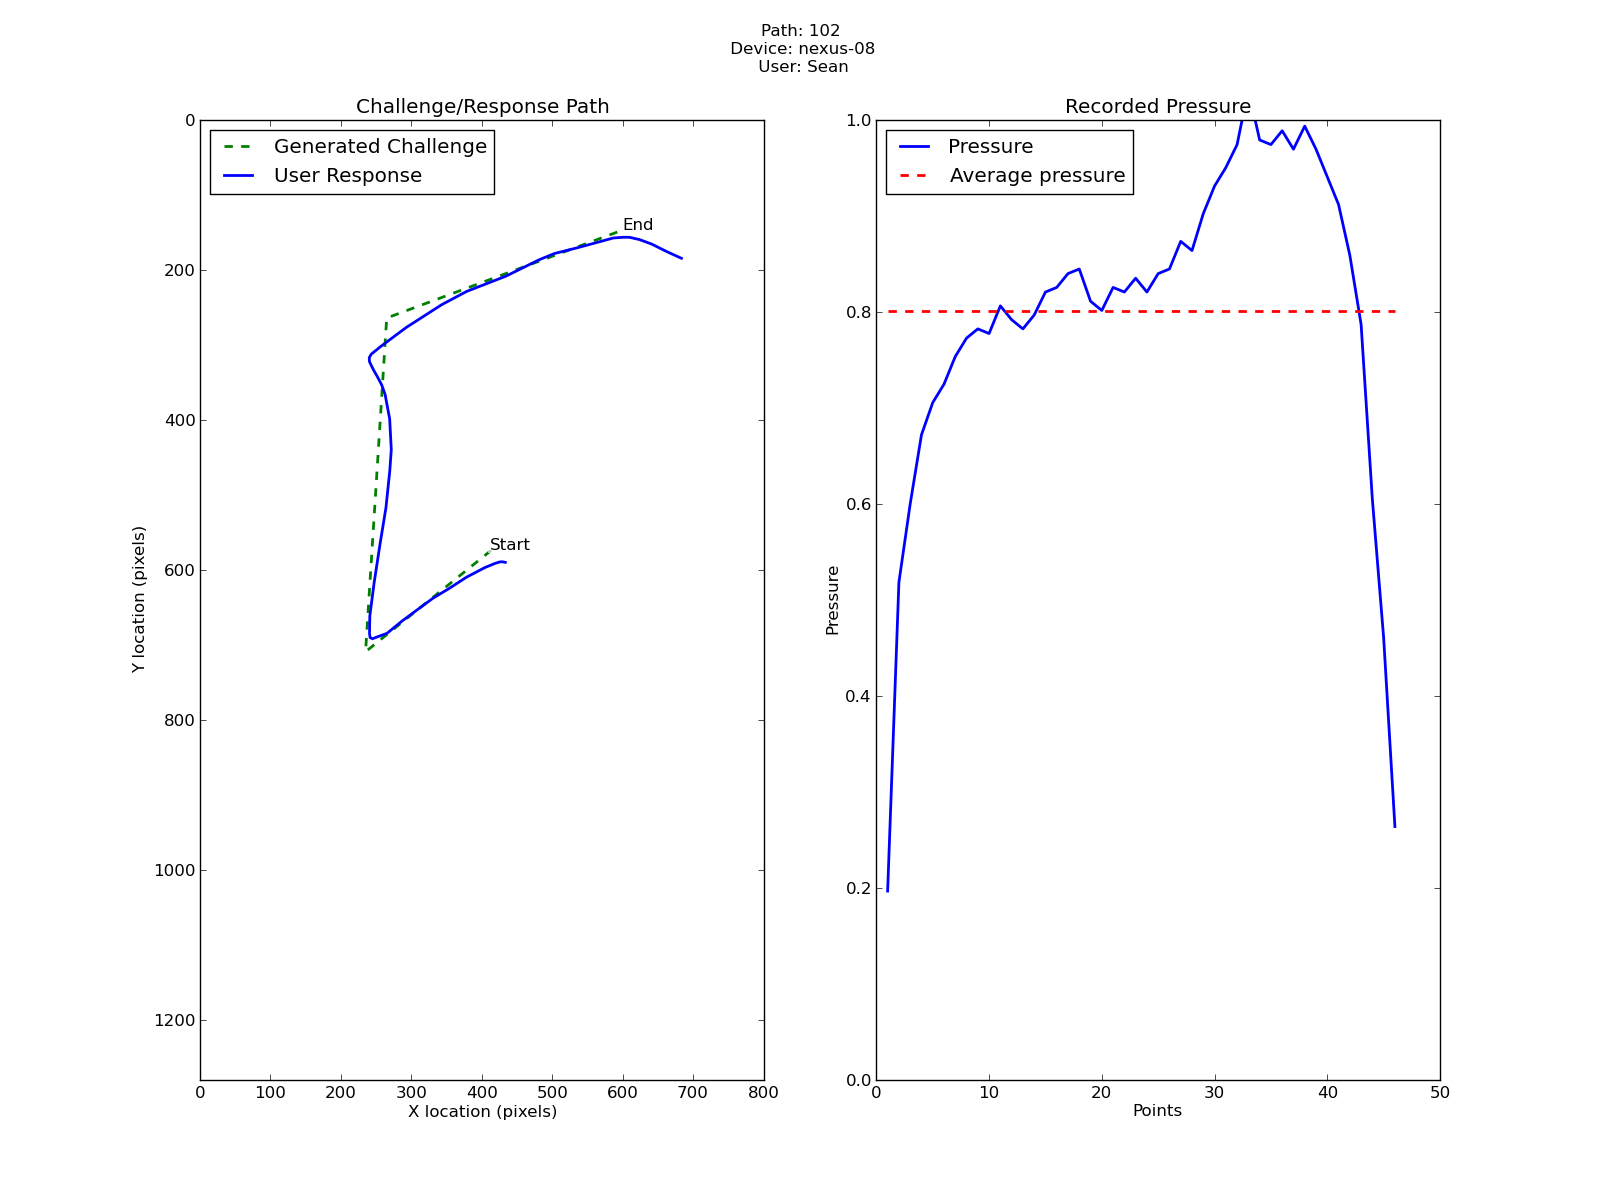 Path: 102
Device: nexus-08
User: Sean
Challenge/Response Path
Generated Challenge
User Response
End
Start
0
200
400
600
800
1000
1200
Y location (pixels)
0 100 200 300 400 500 600 700 800
X location (pixels)
Recorded Pressure
Pressure
Average pressure
1.0
0.8
0.6
0.4
0.2
0.0
Pressure
0 10 20 30 40 50
Points